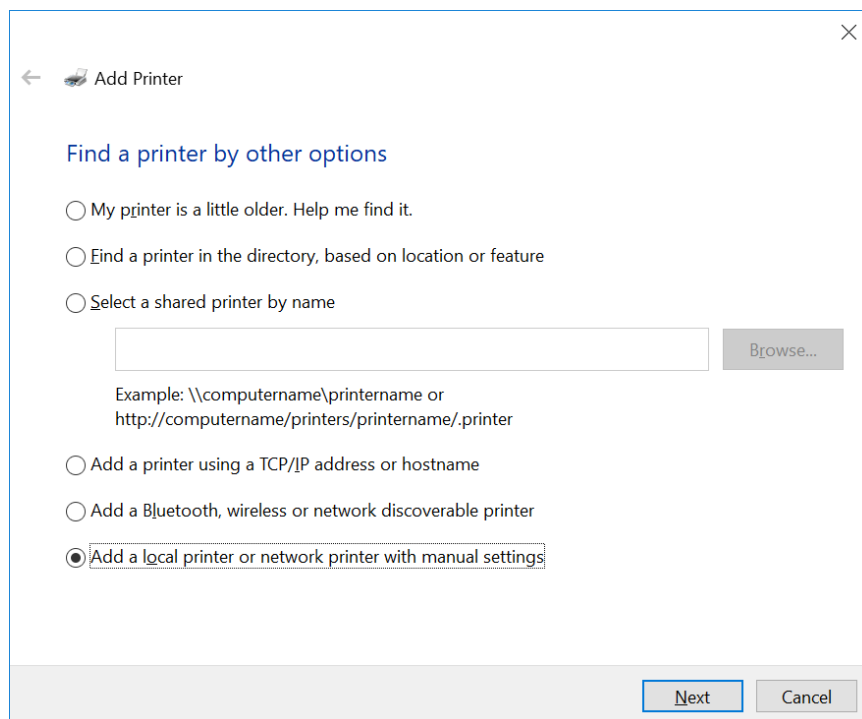 Add Printer
Find a printer by other options
My printer is a little older. Help me find it.
Find a printer in the directory, based on location or feature
Select a shared printer by name
Browse...
Example: \\computername\printername or
http://computername/printers/printername/.printer
Add a printer using a TCP/IP address or hostname
Add a Bluetooth, wireless or network discoverable printer
Add a local printer or network printer with manual settings
Next
Cancel